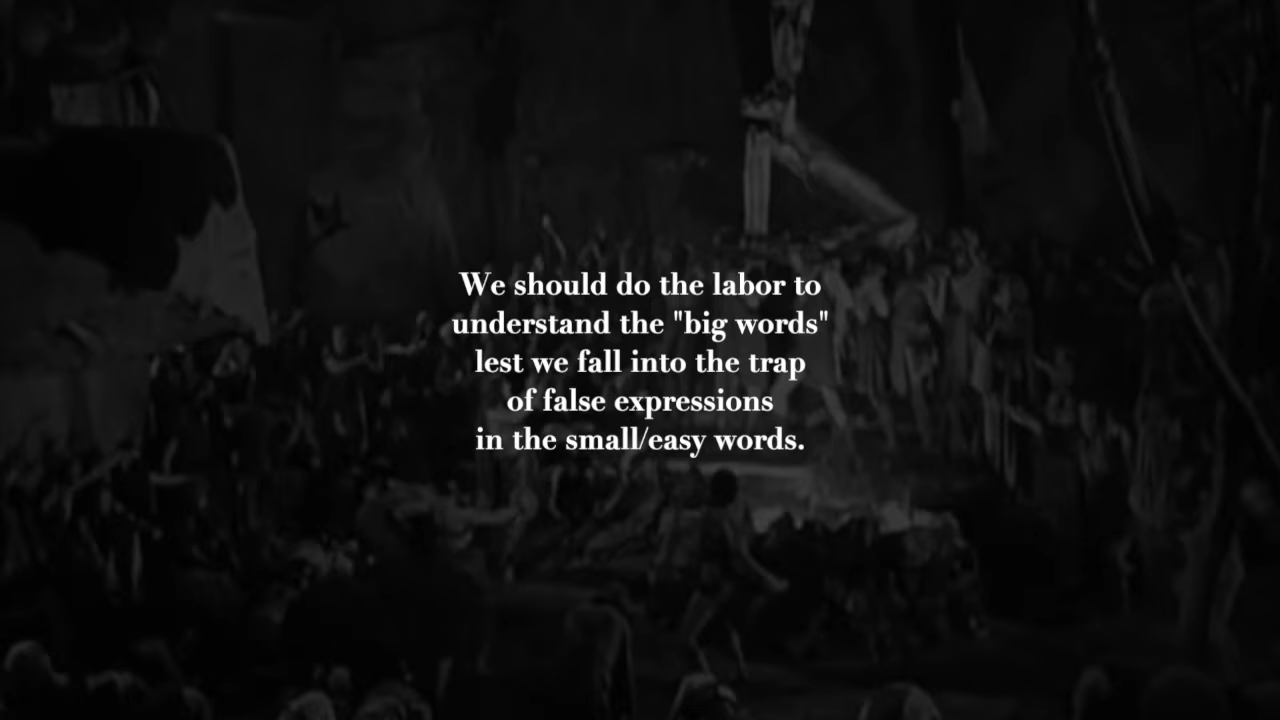 We should do the labor to
understand the "big words"
lest we fall into the trap
of false expressions
in the small/easy words.